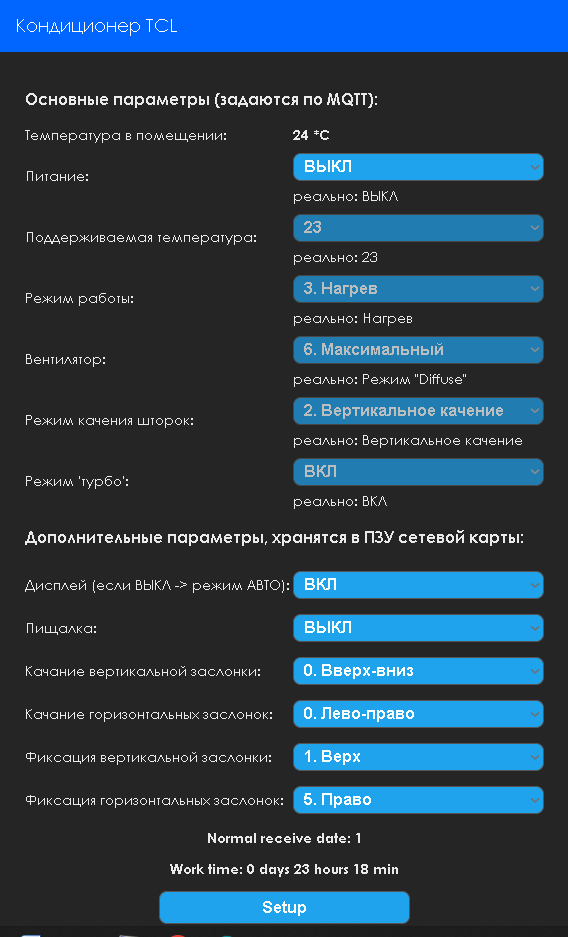 Кондиционер TCL
Основные параметры (задаются по MQTT):
Температура в помещении: 24 *C
Питание: ВЫКЛ
реально: ВЫКЛ
Поддерживаемая температура: 23
реально: 23
Режим работы: 3. Нагрев
реально: Нагрев
Вентилятор: 6. Максимальный
реально: Режим "Diffuse"
Режим качения шторок: 2. Вертикальное качение
реально: Вертикальное качение
Режим 'турбо': ВКЛ
реально: ВКЛ
Дополнительные параметры, хранятся в ПЗУ сетевой карты:
Дисплей (если ВЫКЛ -> режим АВТО): ВКЛ
Пищалка: ВЫКЛ
Качание вертикальной заслонки: 0. Вверх-вниз
Качание горизонтальных заслонок: 0. Лево-право
Фиксация вертикальной заслонки: 1. Верх
Фиксация горизонтальных заслонок: 5. Право
Normal receive date: 1
Work time: 0 days 23 hours 18 min
Setup